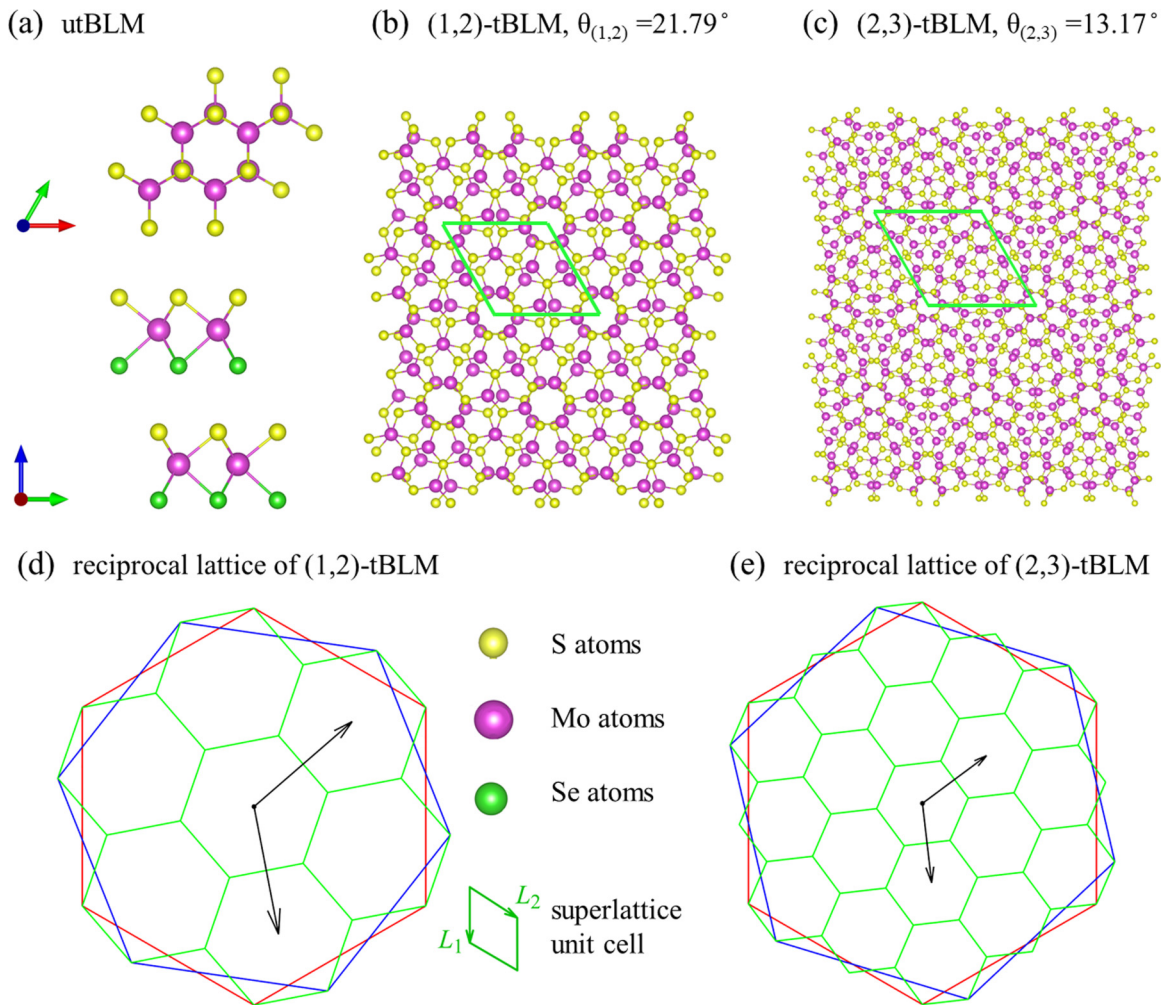 (a) utBLM
(b) (1,2)-tBLM, θ(1,2) =21.79°
(c) (2,3)-tBLM, θ(2,3) =13.17°
(d) reciprocal lattice of (1,2)-tBLM
(e) reciprocal lattice of (2,3)-tBLM
S atoms
Mo atoms
Se atoms
L1
L2
superlattice
unit cell